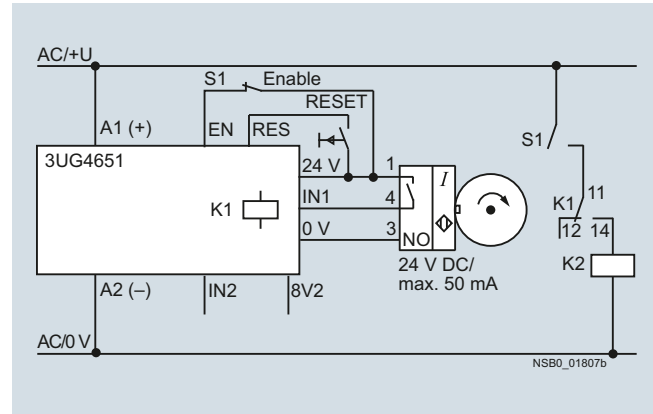 AC/+U
S1 Enable
RESET
A1 (+)
EN
RES
S1
3UG4651
24 V
1
I
K1
IN1
4
K1
11
0 V
3
NO
12 14
24 V DC/
max. 50 mA
K2
A2 (–)
IN2
8V2
AC/0 V
NSB0_01807b